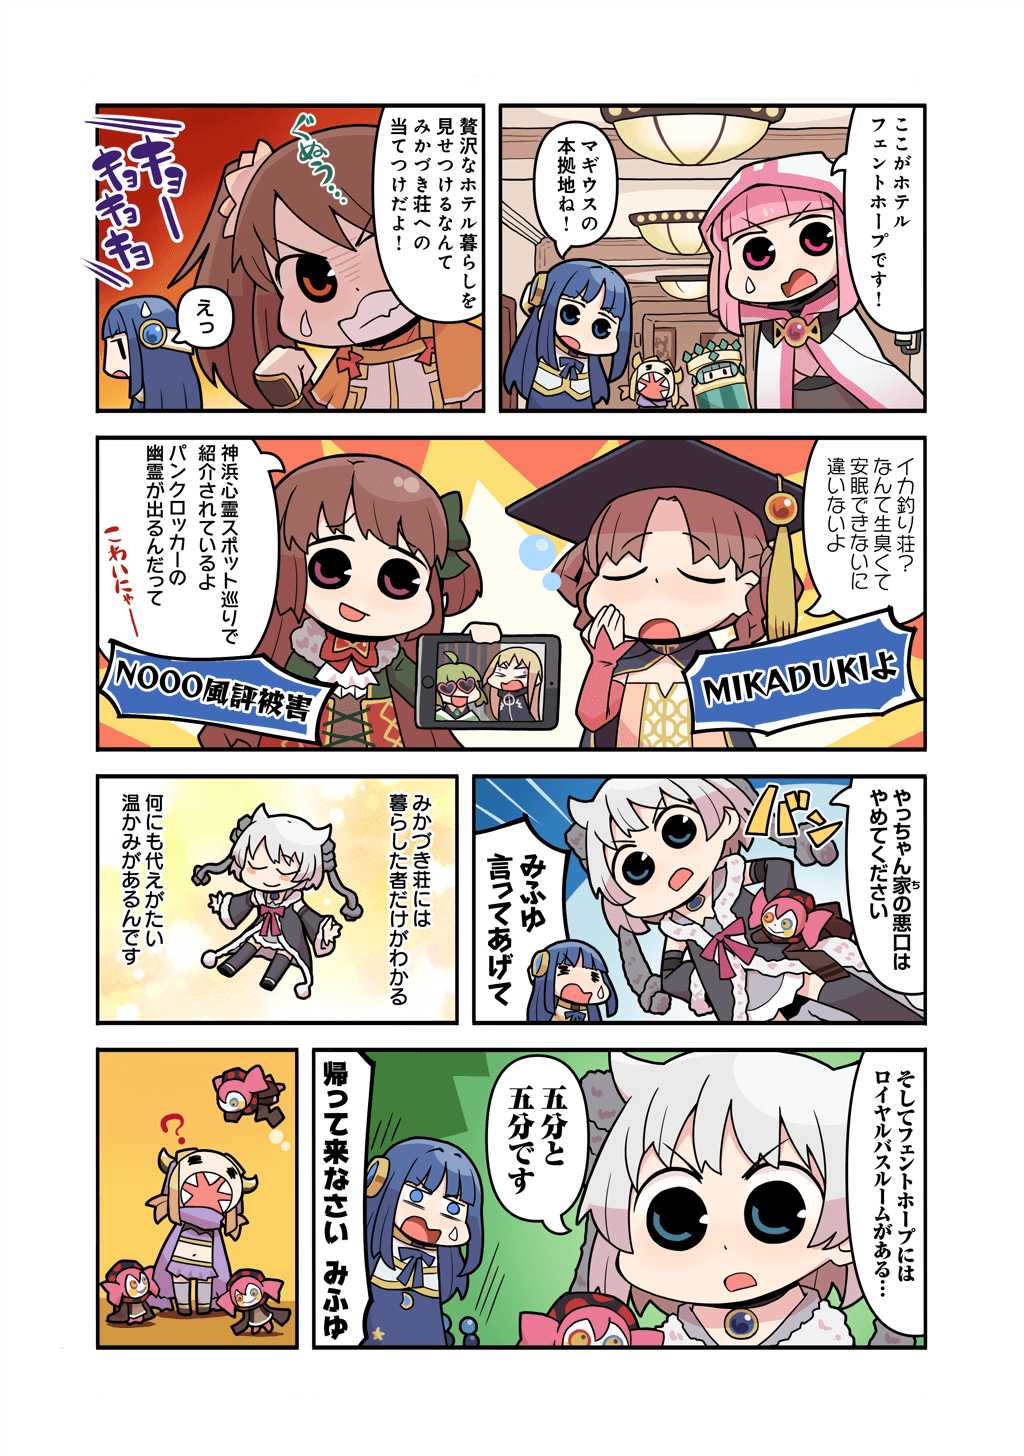 ここがホテル
フェントホープです!
マギウスの
本拠地ね!
贅沢なホテル暮らしを
見せつけるなんて
みかづき荘への
当てつけだよ!
ぐぬぅ…
えっ
キョー
キョキョ
キョキョ
イカ釣り荘?
なんて生臭くて
安眠できないに
違いないよ
MIKADUKIよ
神浜心霊スポット巡りで
紹介されているよ
パンクロッカーの
幽霊が出るんだって
こわいにゃー
NOOO風評被害
やっちゃん家の悪口は
ち
やめてください
バン
みふゆ
言ってあげて
みかづき荘には
暮らした者だけがわかる
何にも代えがたい
温かみがあるんです
そしてフェントホープには
ロイヤルバスルームがある…
五分と
五分です
帰って来なさい みふゆ
?